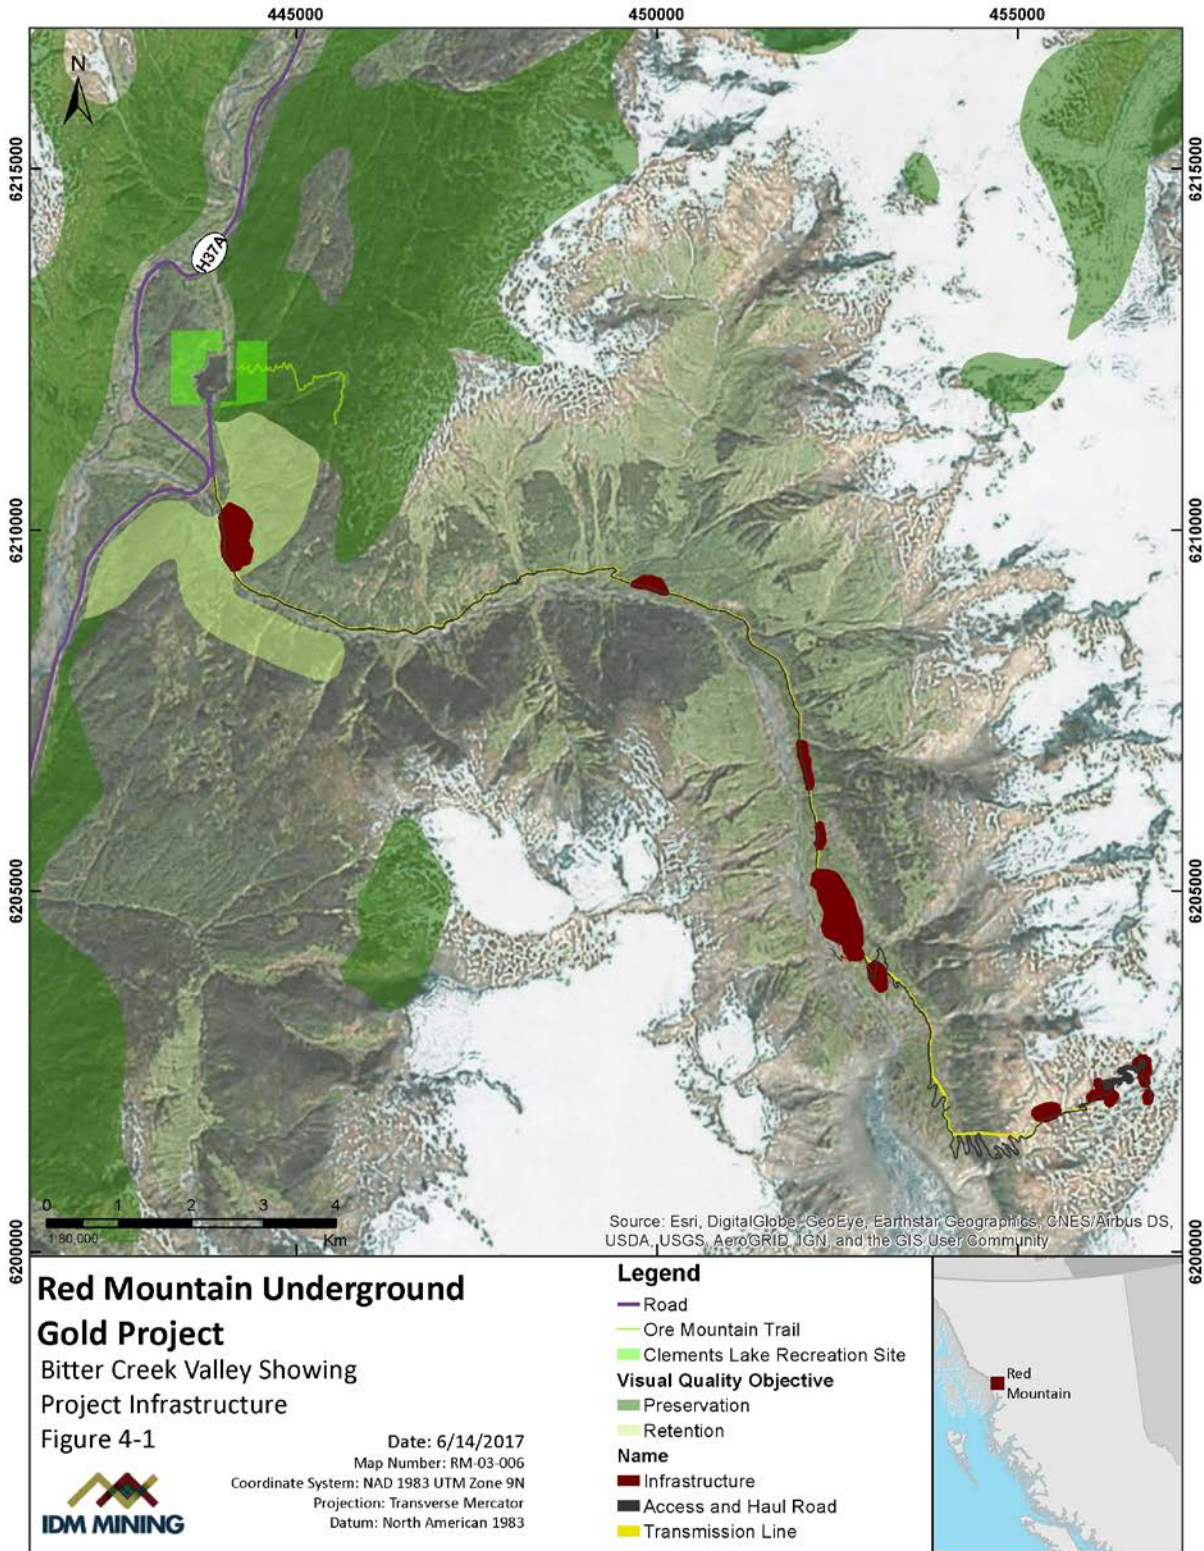 445000
450000
455000
N
6215000
6215000
H37A
6210000
6210000
6205000
6205000
6200000
6200000
0 1 2 3 4
1:80,000
Km
Source: Esri, DigitalGlobe, GeoEye, Earthstar Geographics, CNES/Airbus DS,
USDA, USGS, AeroGRID, IGN, and the GIS User Community
Red Mountain Underground
Gold Project
Bitter Creek Valley Showing
Project Infrastructure
Figure 4-1
Date: 6/14/2017
Map Number: RM-03-006
Coordinate System: NAD 1983 UTM Zone 9N
Projection: Transverse Mercator
Datum: North American 1983
IDM MINING
Legend
Road
Ore Mountain Trail
Clements Lake Recreation Site
Visual Quality Objective
Preservation
Retention
Name
Infrastructure
Access and Haul Road
Transmission Line
Red
Mountain